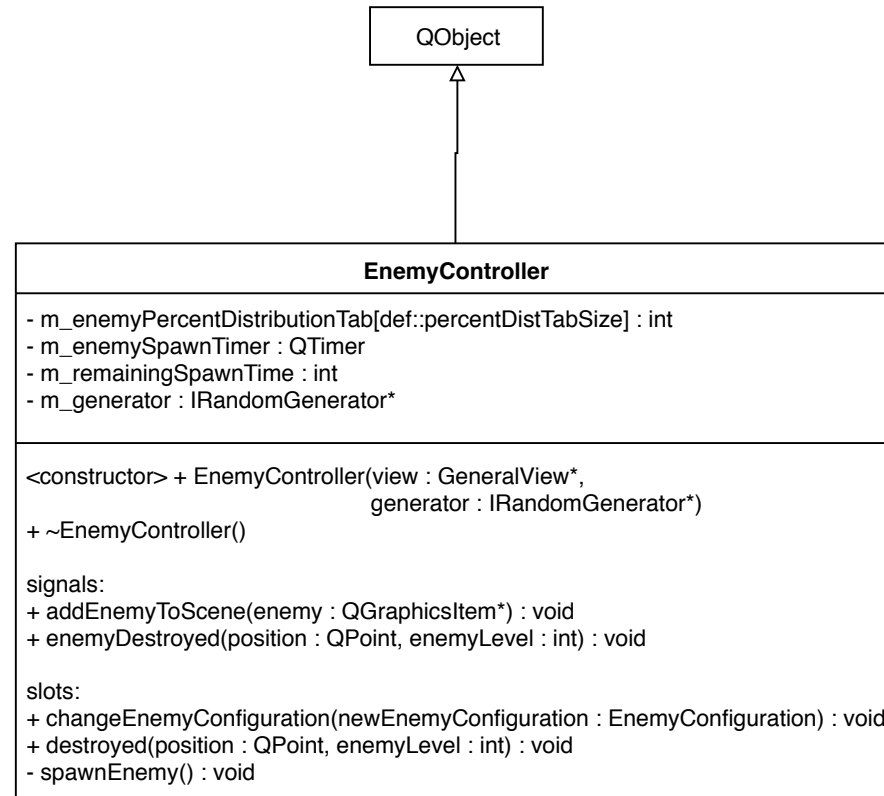 QObject
EnemyController
- m_enemyPercentDistributionTab[def::percentDistTabSize] : int
- m_enemySpawnTimer : QTimer
- m_remainingSpawnTime : int
- m_generator : IRandomGenerator*
<constructor> + EnemyController(view : GeneralView*,
generator : IRandomGenerator*)
+ ~EnemyController()
signals:
+ addEnemyToScene(enemy : QGraphicsItem*) : void
+ enemyDestroyed(position : QPoint, enemyLevel : int) : void
slots:
+ changeEnemyConfiguration(newEnemyConfiguration : EnemyConfiguration) : void
+ destroyed(position : QPoint, enemyLevel : int) : void
- spawnEnemy() : void